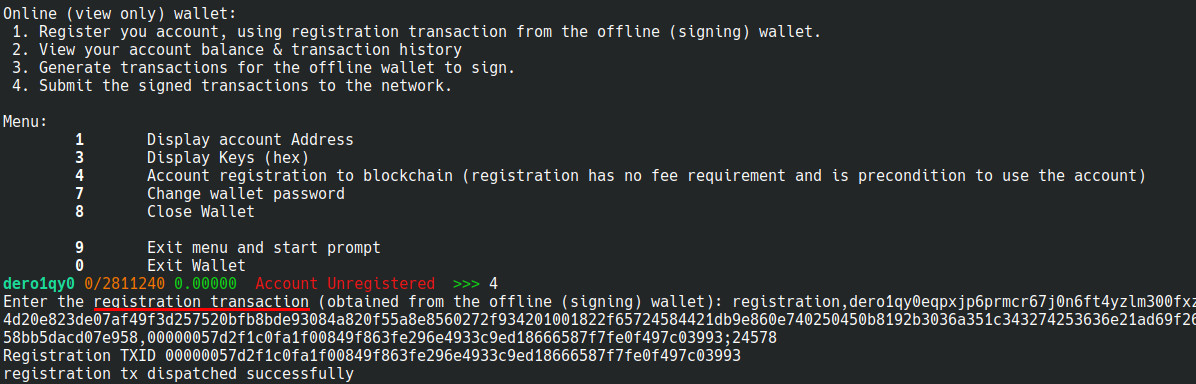 Online (view only) wallet:
1. Register you account, using registration transaction from the offline (signing) wallet.
2. View your account balance & transaction history
3. Generate transactions for the offline wallet to sign.
4. Submit the signed transactions to the network.
Menu:
1 Display account Address
3 Display Keys (hex)
4 Account registration to blockchain (registration has no fee requirement and is precondition to use the account)
7 Change wallet password
8 Close Wallet
9 Exit menu and start prompt
0 Exit Wallet
dero1qy0 0/2811240 0.00000 Account Unregistered >>> 4
Enter the registration transaction (obtained from the offline (signing) wallet): registration,dero1qy0eqpxjp6prmcr67j0n6ft4yzlm300fxz
4d20e823de07af49f3d257520bfb8bde93084a820f55a8e8560272f934201001822f65724584421db9e860e740250450b8192b3036a351c343274253636e21ad69f26
58bb5dacd07e958,00000057d2f1c0fa1f00849f863fe296e4933c9ed18666587f7fe0f497c03993;24578
Registration TXID 00000057d2f1c0fa1f00849f863fe296e4933c9ed18666587f7fe0f497c03993
registration tx dispatched successfully